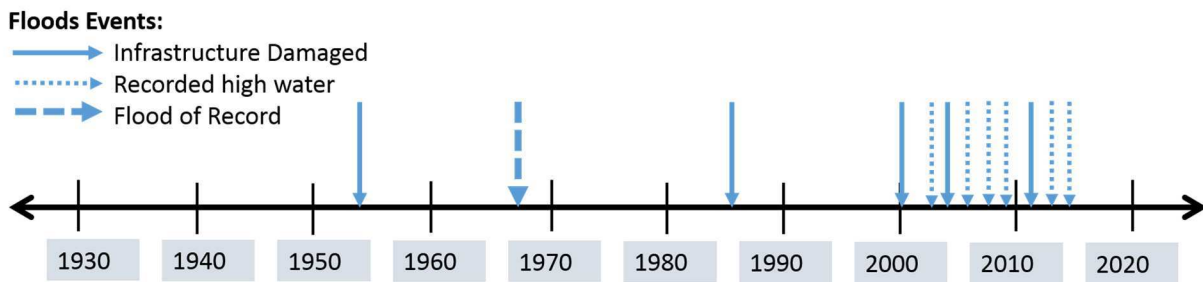 Floods Events:
Infrastructure Damaged
Recorded high water
Flood of Record
1930 1940 1950 1960 1970 1980 1990 2000 2010 2020